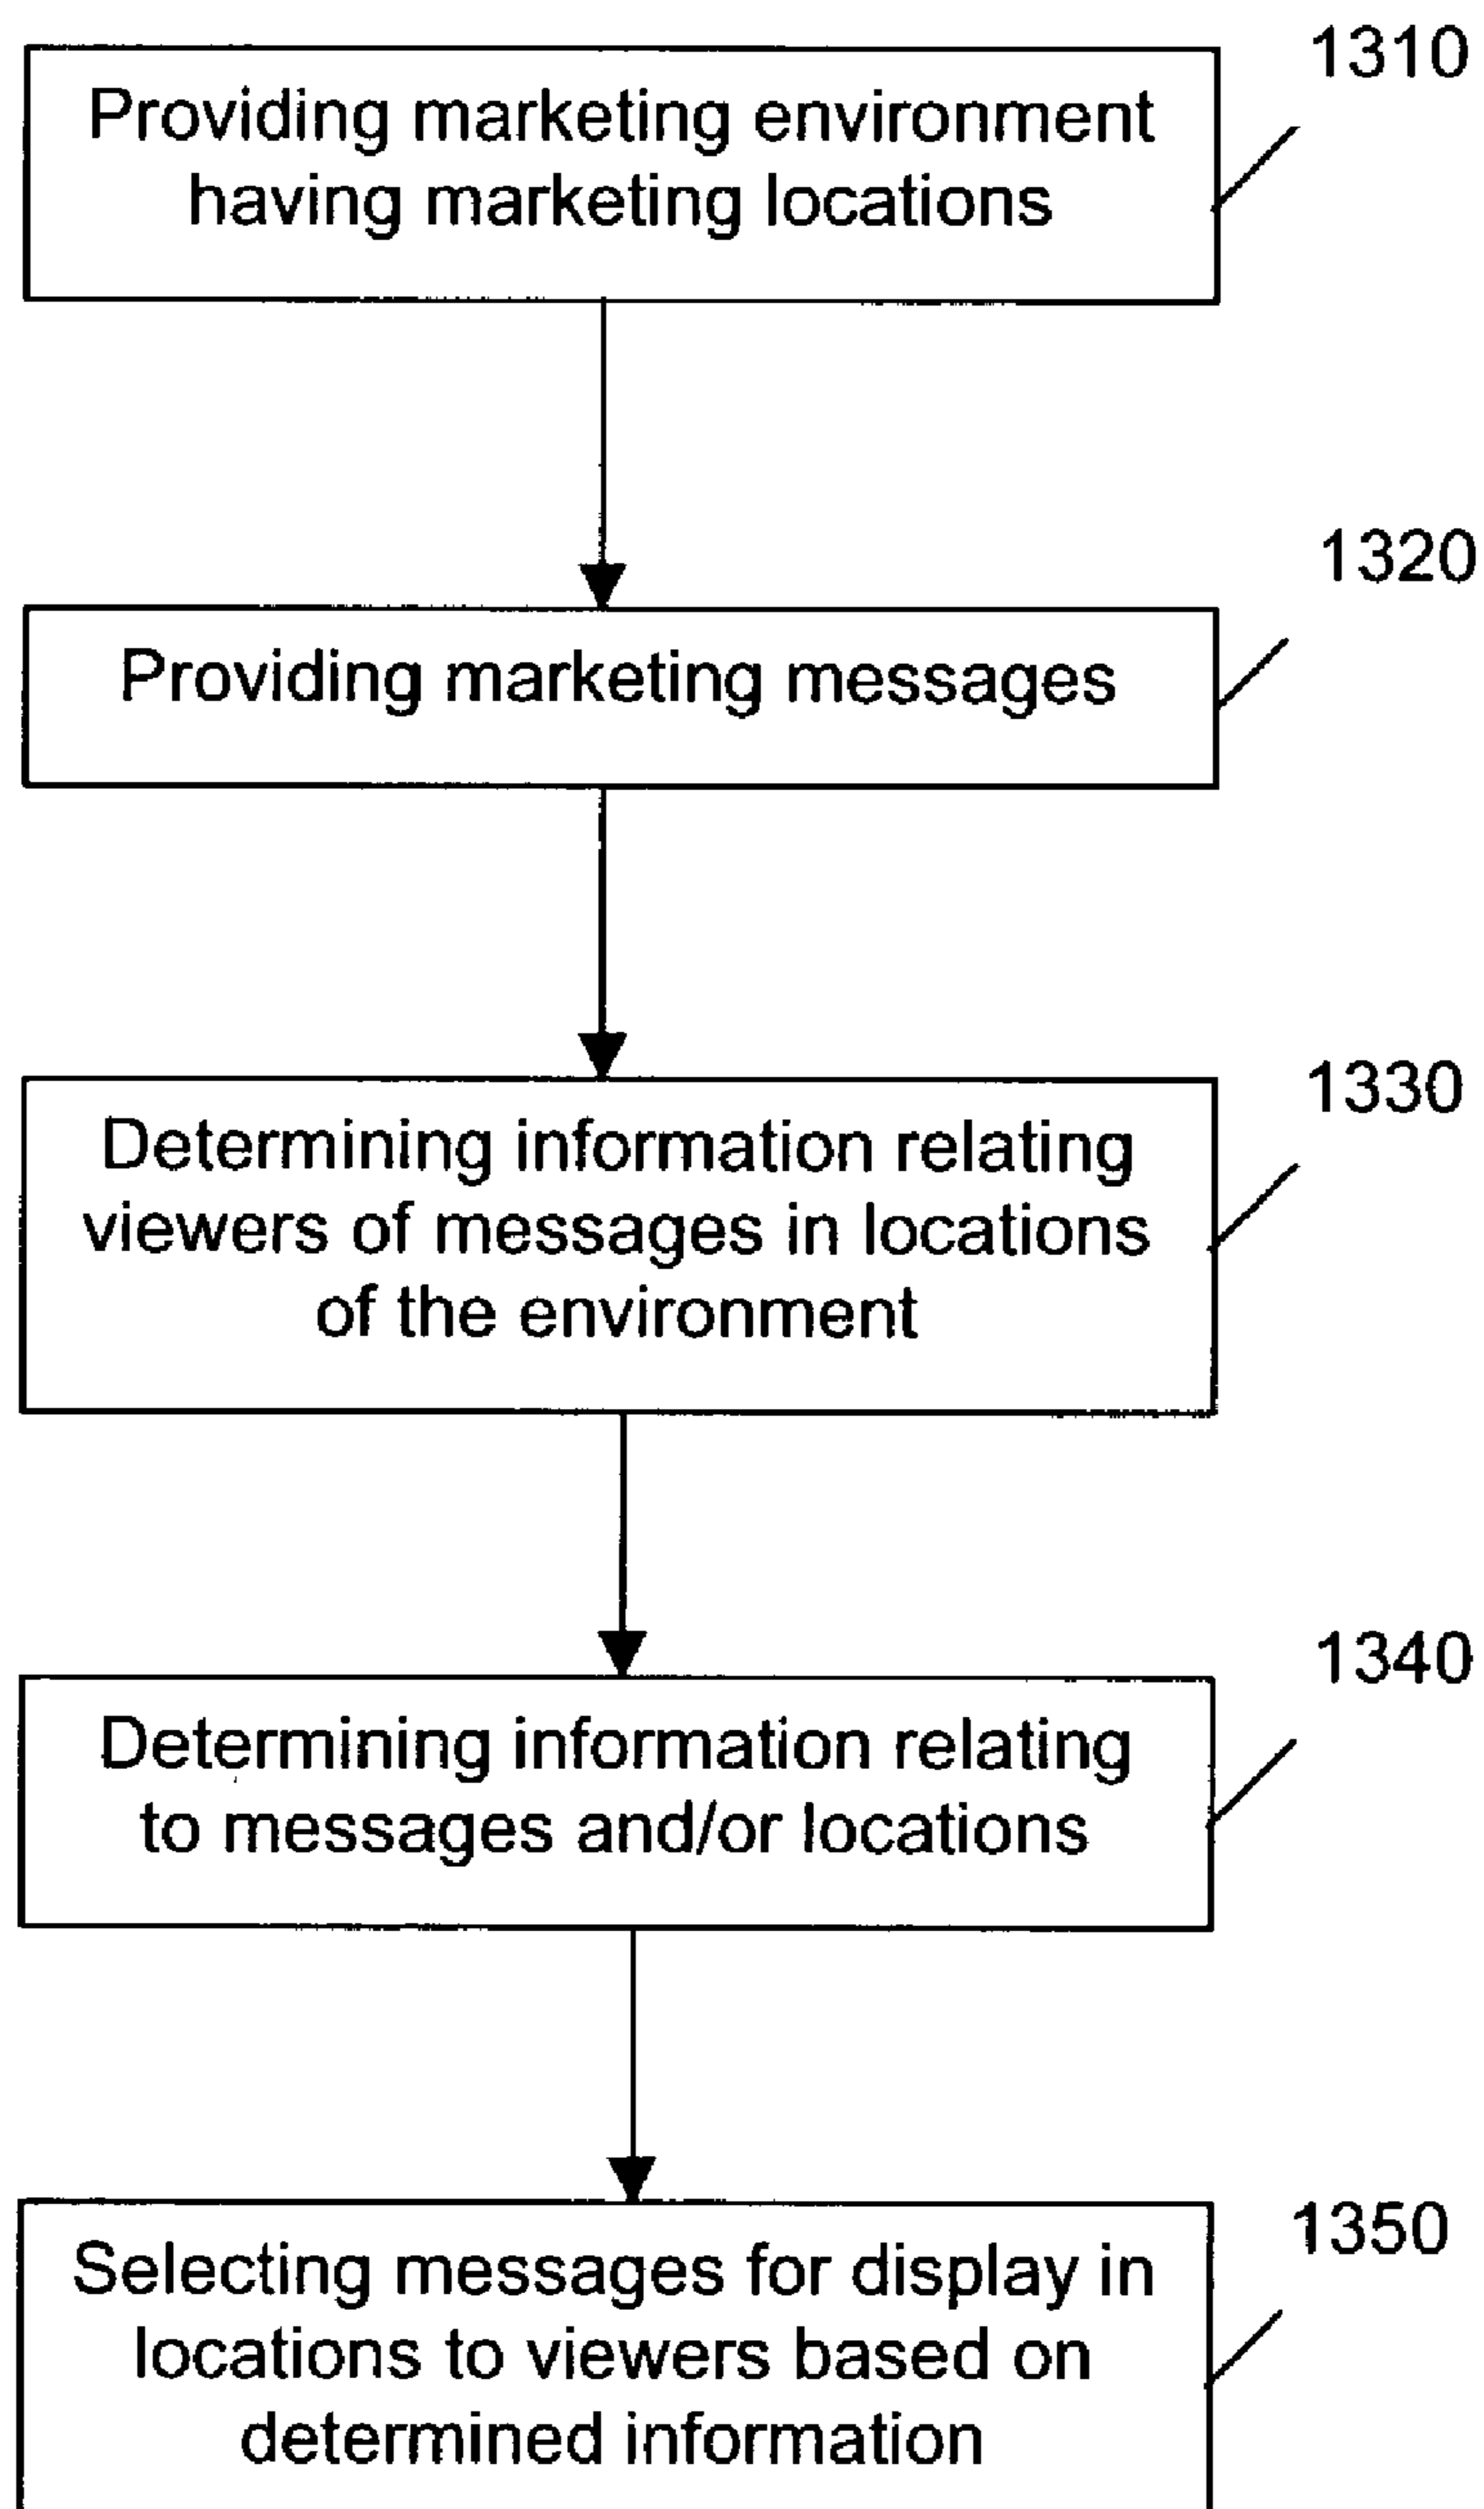 1310
Providing marketing environment
having marketing locations
1320
Providing marketing messages
1330
Determining information relating
viewers of messages in locations
of the environment
1340
Determining information relating
to messages and/or locations
1350
Selecting messages for display in
locations to viewers based on
determined information